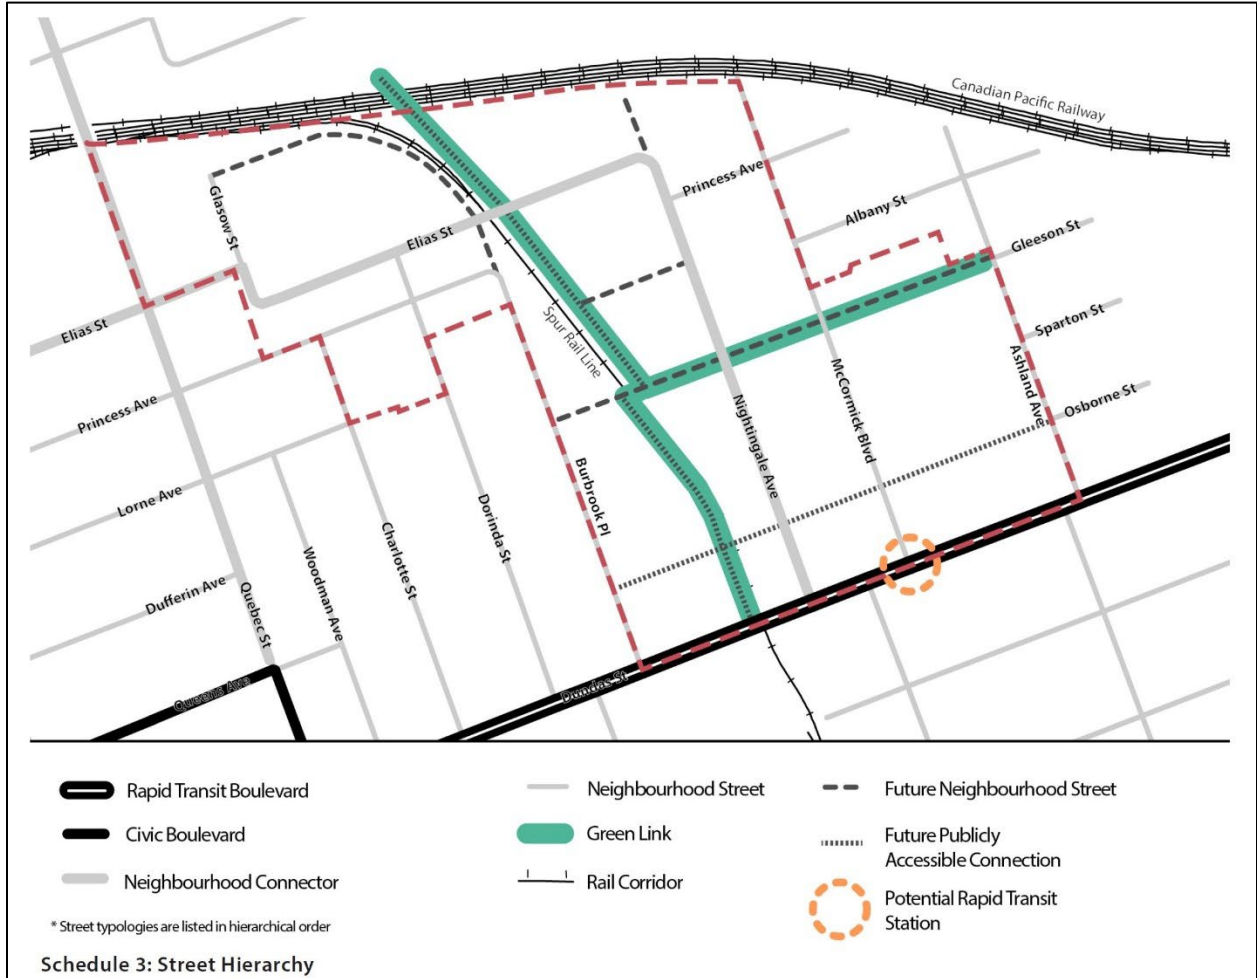 Canadian Pacific Railway
Princess Ave
Glasow St
Albany St
Elias St
Gleeson St
Elias St
Spur Rail Line
Sparton St
McCormick Blvd
Ashland Ave
Princess Ave
Nightingale Ave
Osborne St
Burbrook Pl
Lorne Ave
Dorinda St
Charlotte St
Woodman Ave
Dufferin Ave
Quebec St
Queens Ave
Dundas St
Rapid Transit Boulevard
Civic Boulevard
Neighbourhood Connector
Neighbourhood Street
Green Link
Rail Corridor
Future Neighbourhood Street
Future Publicly
Accessible Connection
Potential Rapid Transit
Station
* Street typologies are listed in hierarchical order
Schedule 3: Street Hierarchy